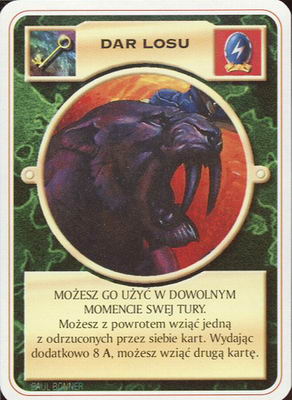 DAR LOSU
MOŻESZ GO UŻYĆ W DOWOLNYM
MOMENCIE SWEJ TURY.
Możesz z powrotem wziąć jedną
z odrzuconych przez siebie kart. Wydając
dodatkowo 8 A, możesz wziąć drugą kartę.
PAUL BONNER